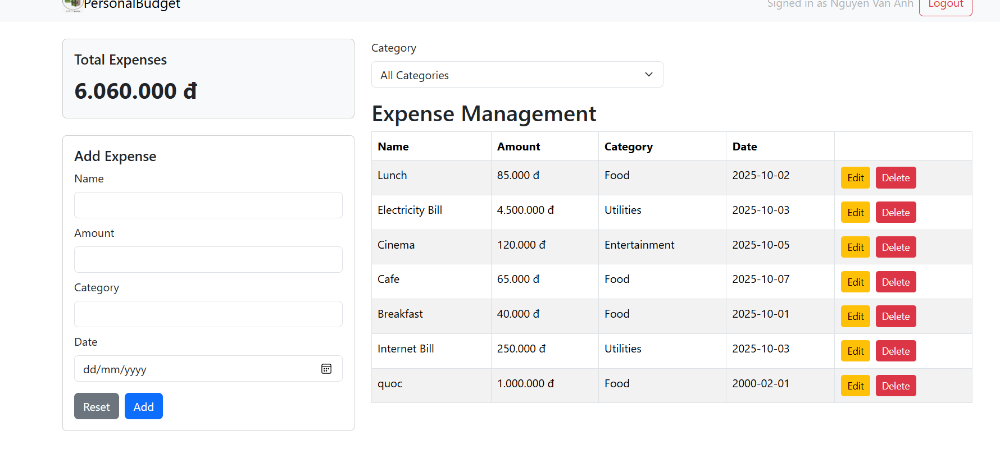 PersonalBudget
Signed in as Nguyen Van Anh
Logout
Total Expenses
6.060.000 đ
Add Expense
Name
Amount
Category
Date
dd/mm/yyyy
Reset Add
Category
All Categories
Expense Management
Name Amount Category Date
Lunch 85.000 đ Food 2025-10-02 Edit Delete
Electricity Bill 4.500.000 đ Utilities 2025-10-03 Edit Delete
Cinema 120.000 đ Entertainment 2025-10-05 Edit Delete
Cafe 65.000 đ Food 2025-10-07 Edit Delete
Breakfast 40.000 đ Food 2025-10-01 Edit Delete
Internet Bill 250.000 đ Utilities 2025-10-03 Edit Delete
quoc 1.000.000 đ Food 2000-02-01 Edit Delete